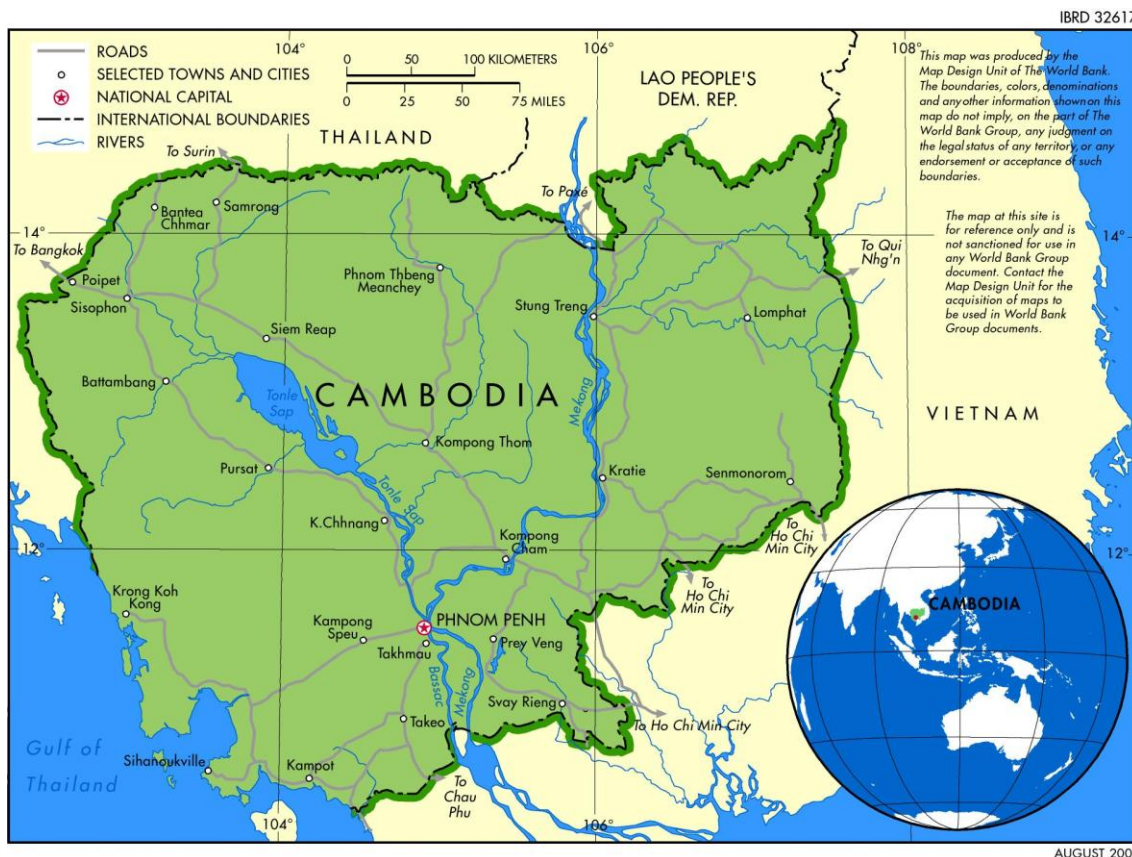 IBRD 32617
104°
106°
108°
ROADS
SELECTED TOWNS AND CITIES
NATIONAL CAPITAL
INTERNATIONAL BOUNDARIES
RIVERS
0 50 100 KILOMETERS
0 25 50 75 MILES
LAO PEOPLE'S
DEM. REP.
THAILAND
This map was produced by the
Map Design Unit of The World Bank.
The boundaries, colors, denominations
and any other information shown on this
map do not imply, on the part of The
World Bank Group, any judgment on
the legal status of any territory, or any
endorsement or acceptance of such
boundaries.
The map at this site is
for reference only and is
not sanctioned for use in
any World Bank Group
document. Contact the
Map Design Unit for the
acquisition of maps to
be used in World Bank
Group documents.
To Surin
To Paxé
Bantea
Chhmar
Samrong
14°
14°
To Bangkok
To Qui
Nhg'n
Poipet
Sisophon
Phnom Thbeng
Meanchey
Stung Treng
Lomphat
Siem Reap
Battambang
Tonle
Sap
CAMBODIA
Mekong
VIETNAM
Kompong Thom
Pursat
Kratie
Senmonorom
Tonle Sap
K.Chhnang
To
Ho Chi
Min City
12°
12°
Kompong
Cham
To
Ho Chi
Min City
Krong Koh
Kong
Kampong
Speu
PHNOM PENH
Takhmau
Prey Veng
Bassac
Mekong
Svay Rieng
To Ho Chi Min City
Takeo
Gulf of
Thailand
Sihanoukville
Kampot
To
Chau
Phu
CAMBODIA
104°
106°
AUGUST 200